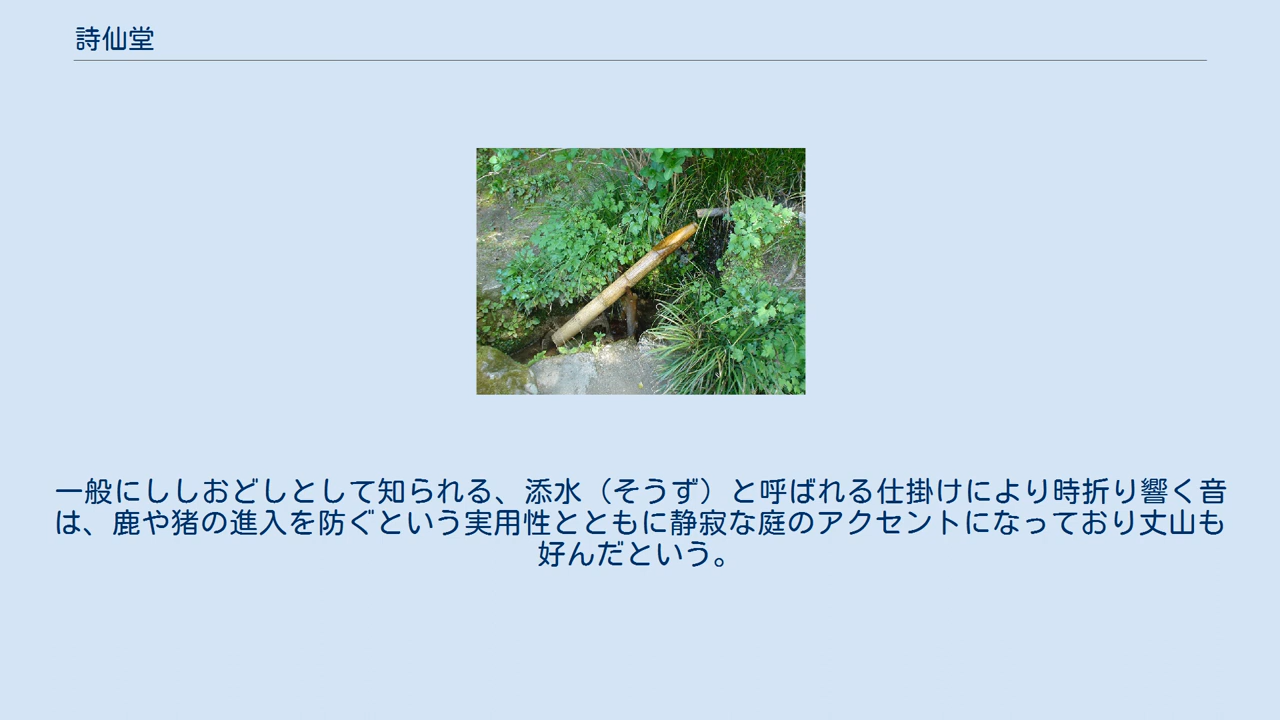 詩仙堂
一般にししおどしとして知られる、添水（そうず）と呼ばれる仕掛けにより時折り響く音
は、鹿や猪の進入を防ぐという実用性とともに静寂な庭のアクセントになっており丈山も
好んだという。